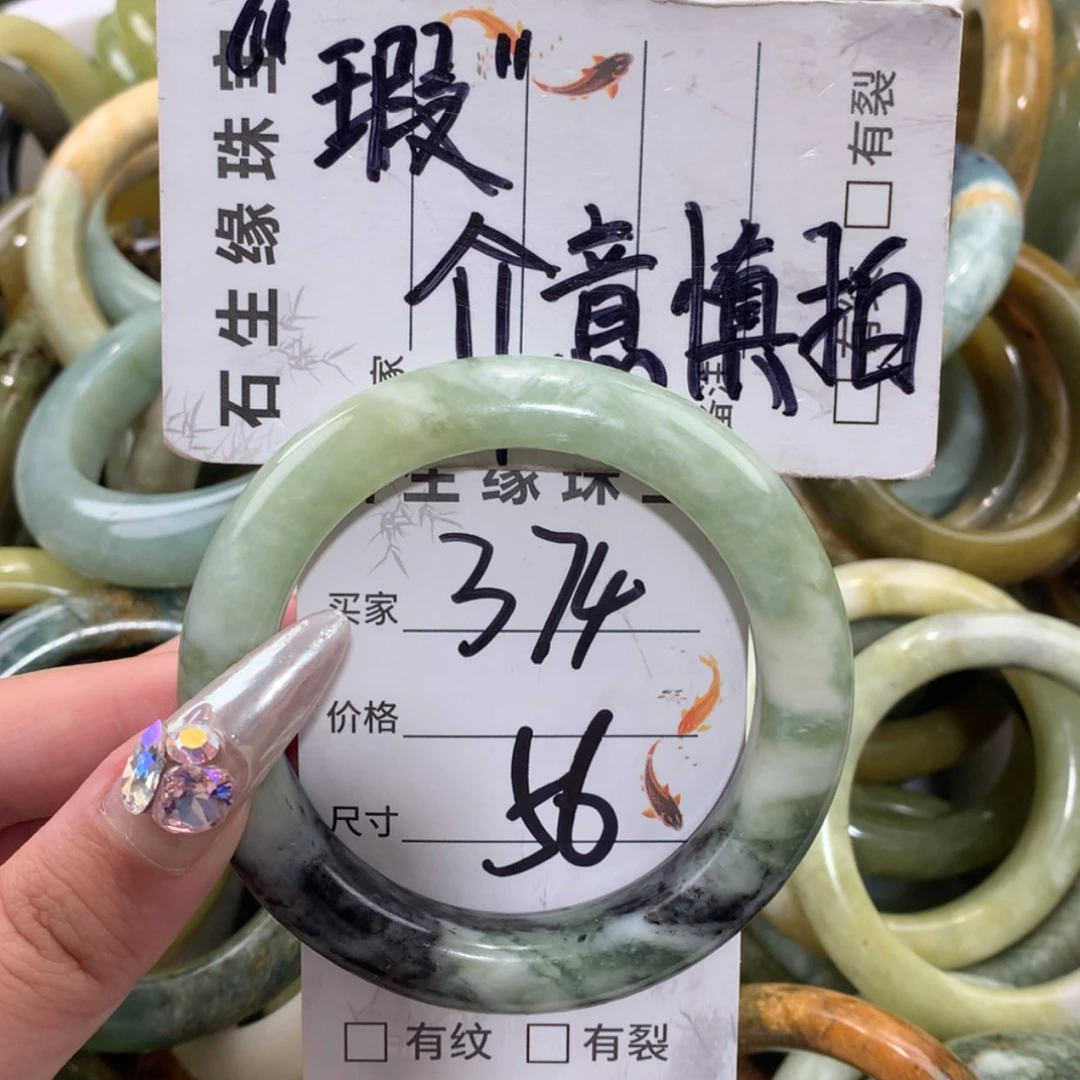 石生缘珠宝
"瑕"
介意慎拍
有裂
家
生缘珠
买家 374
价格
尺寸 56
有纹 有裂